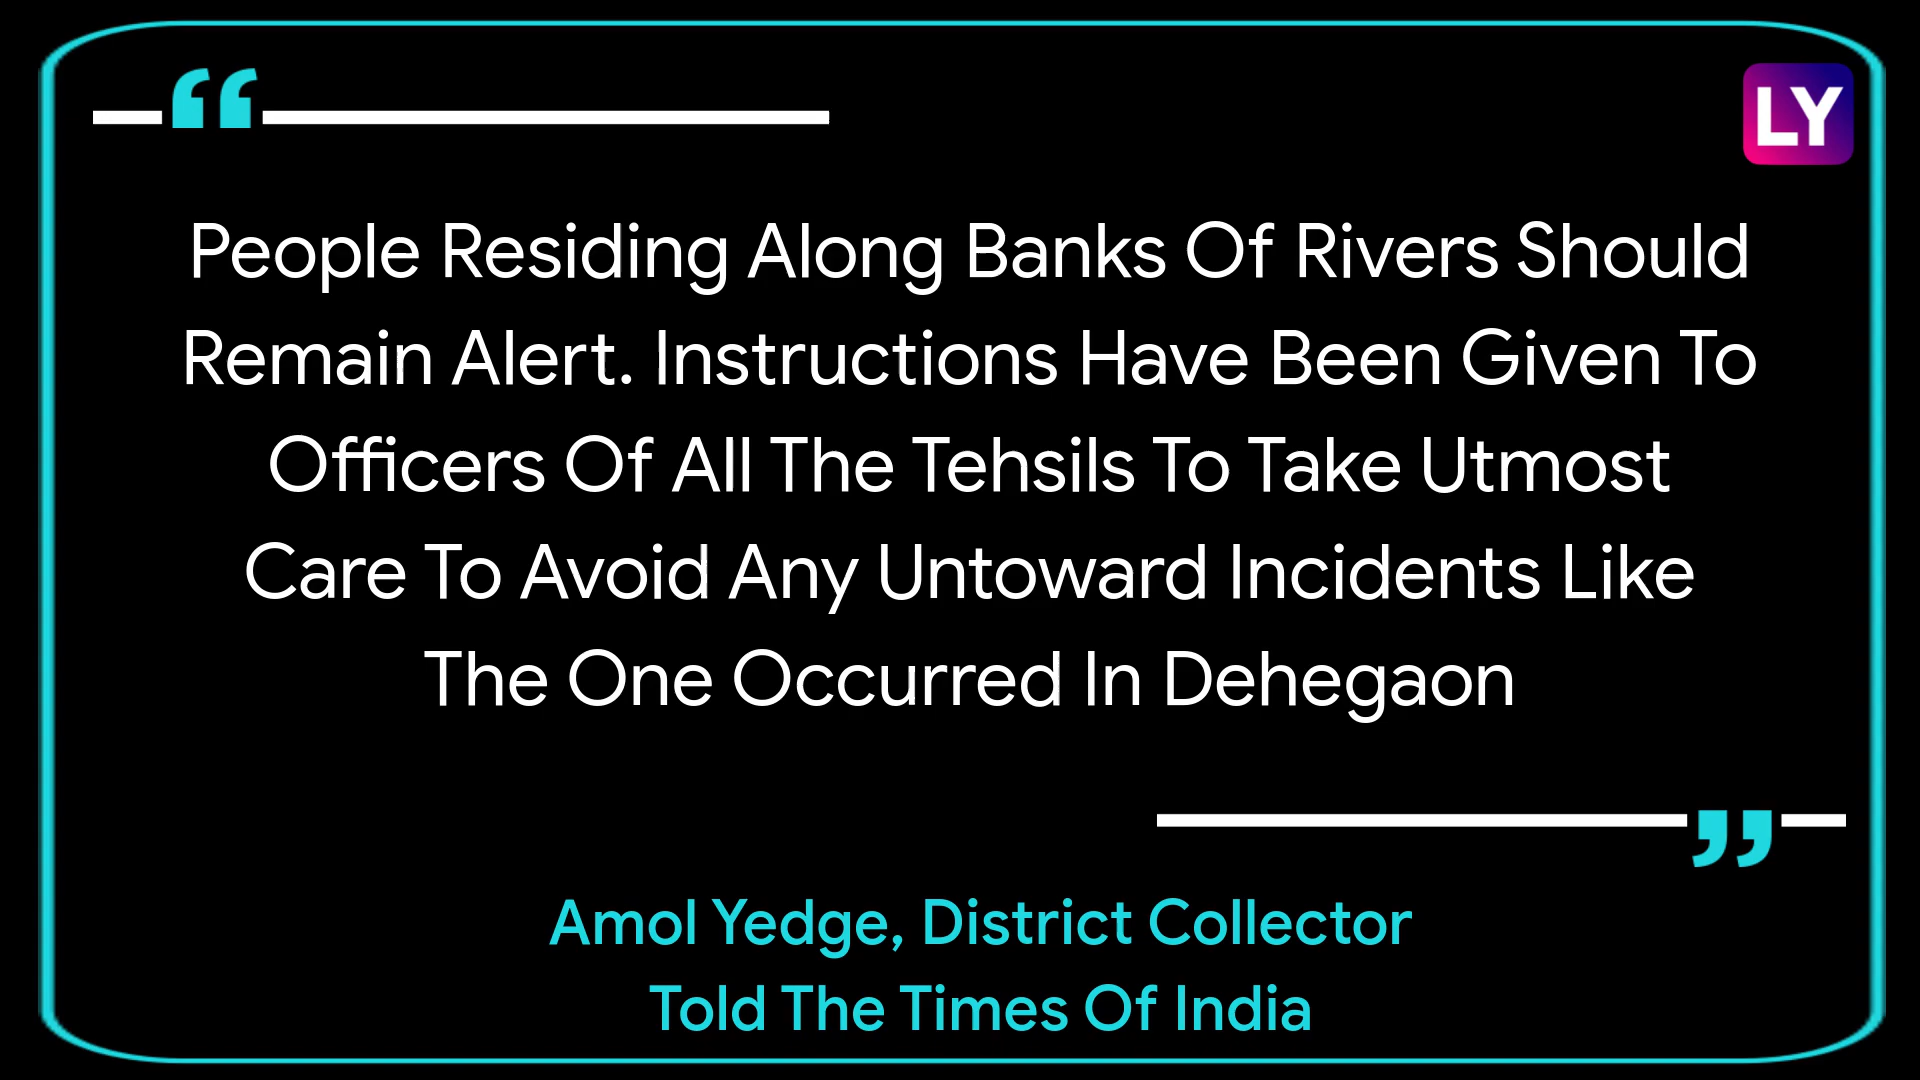 “
LY
People Residing Along Banks Of Rivers Should
Remain Alert. Instructions Have Been Given To
Officers Of All The Tehsils To Take Utmost
Care To Avoid Any Untoward Incidents Like
The One Occurred In Dehegaon
”
Amol Yedge, District Collector
Told The Times Of India